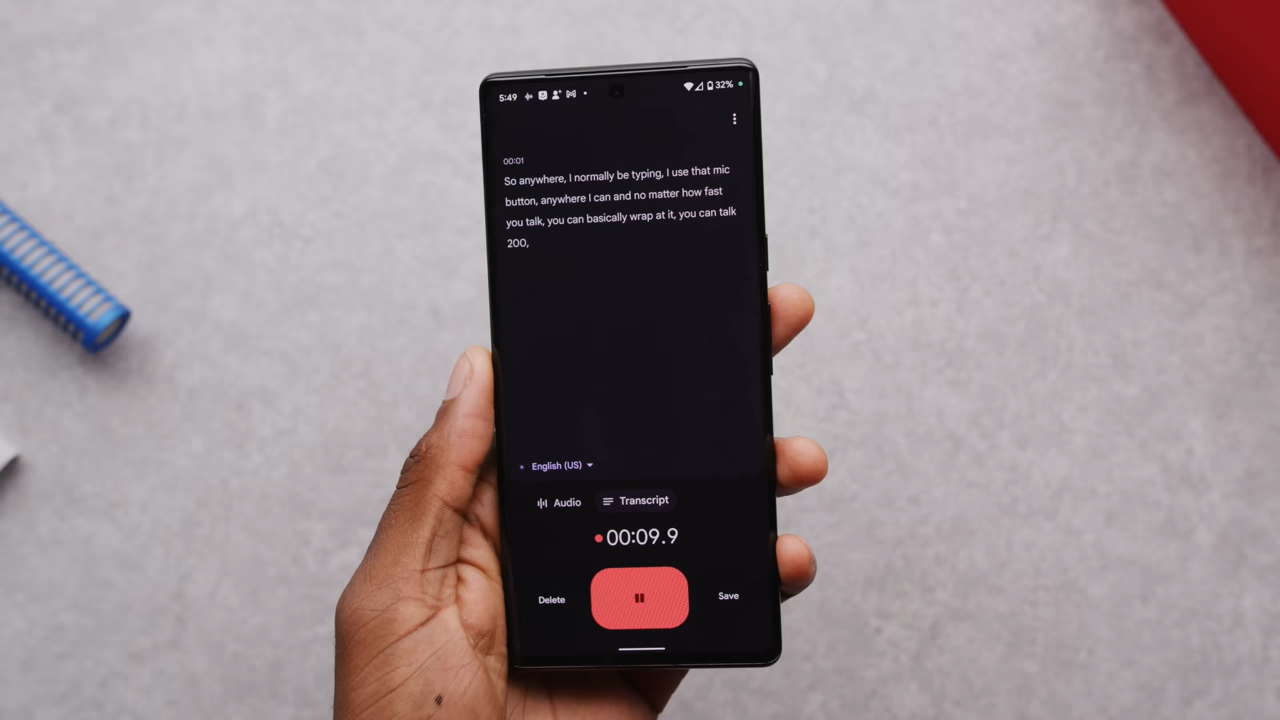 5:49
32%
00:01
So anywhere, I normally be typing, I use that mic
button, anywhere I can and no matter how fast
you talk, you can basically wrap at it, you can talk
200,
English (US)
Audio Transcript
00:09.9
Delete Save